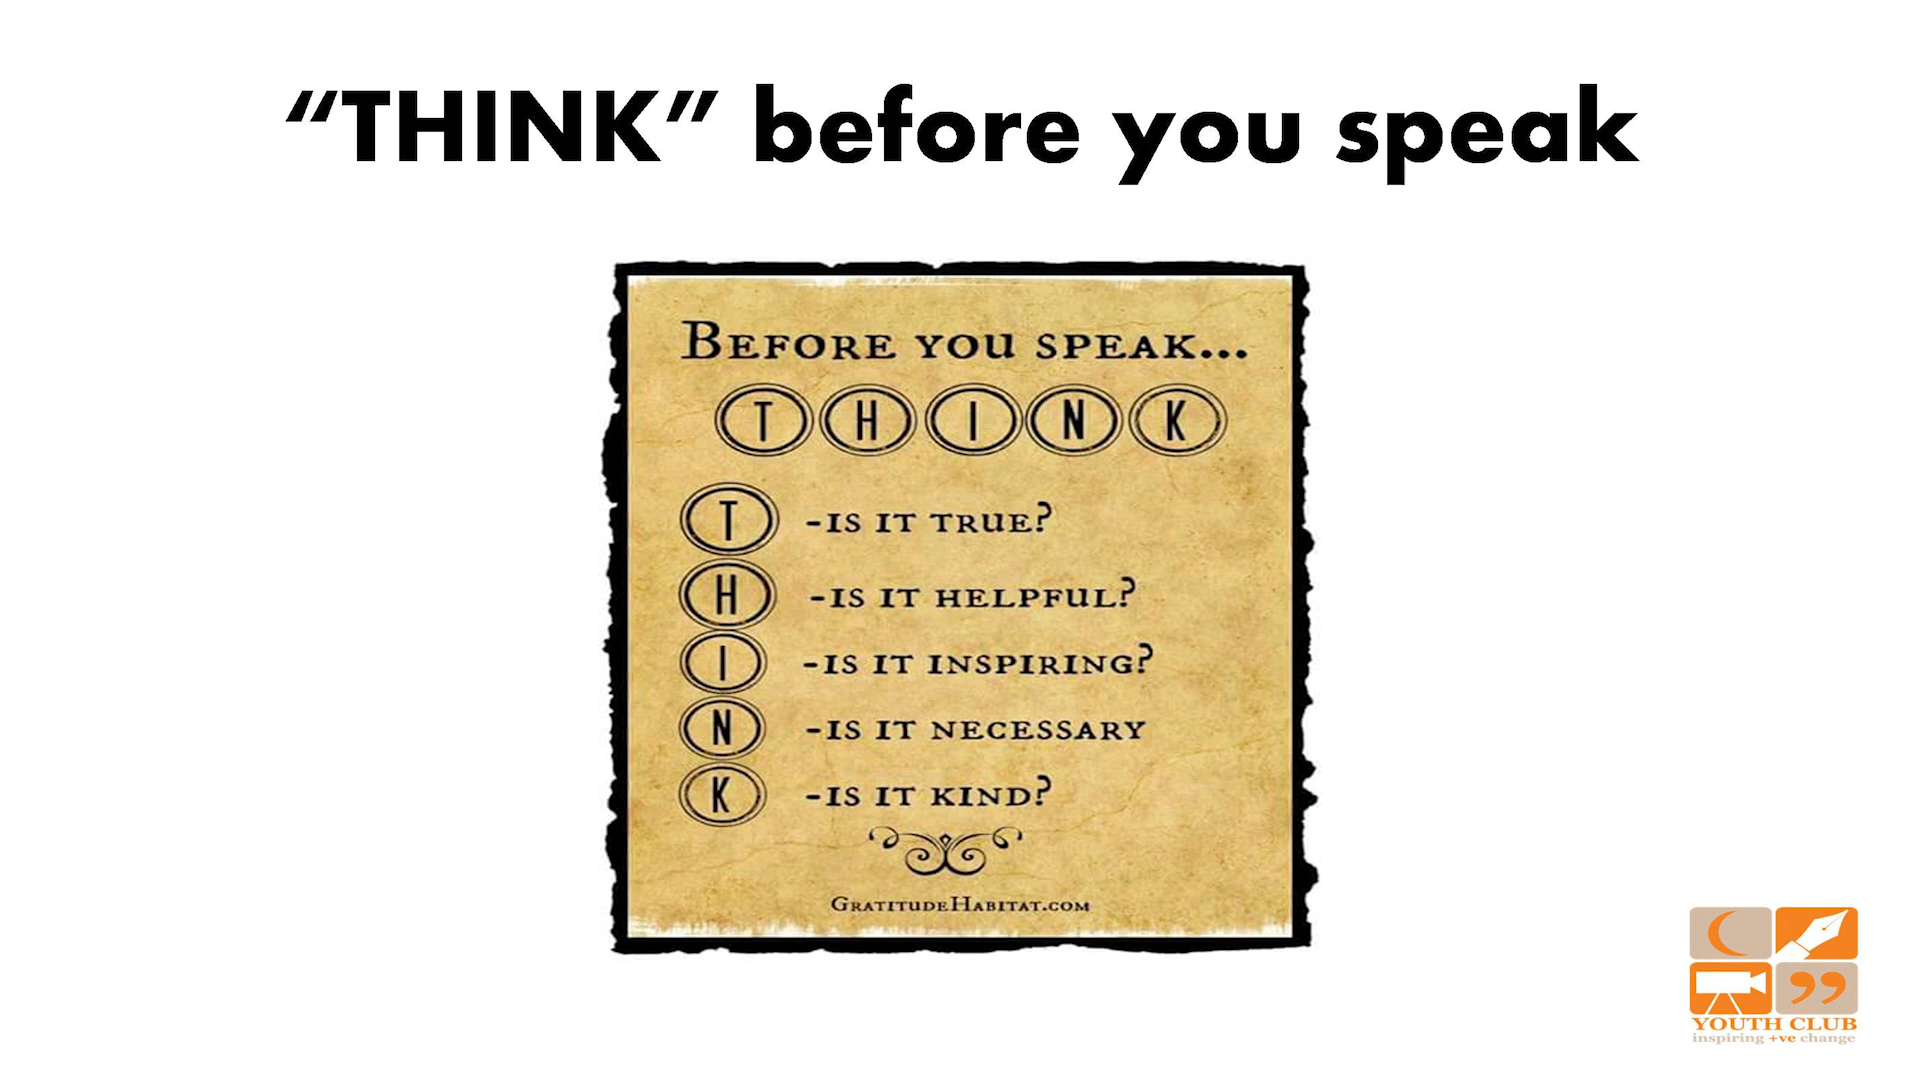 “THINK” before you speak
Before you speak...
T H I N K
T -is it true?
H -is it helpful?
I -is it inspiring?
N -is it necessary
K -is it kind?
GratitudeHabitat.com
YOUTH CLUB
inspiring +ve change